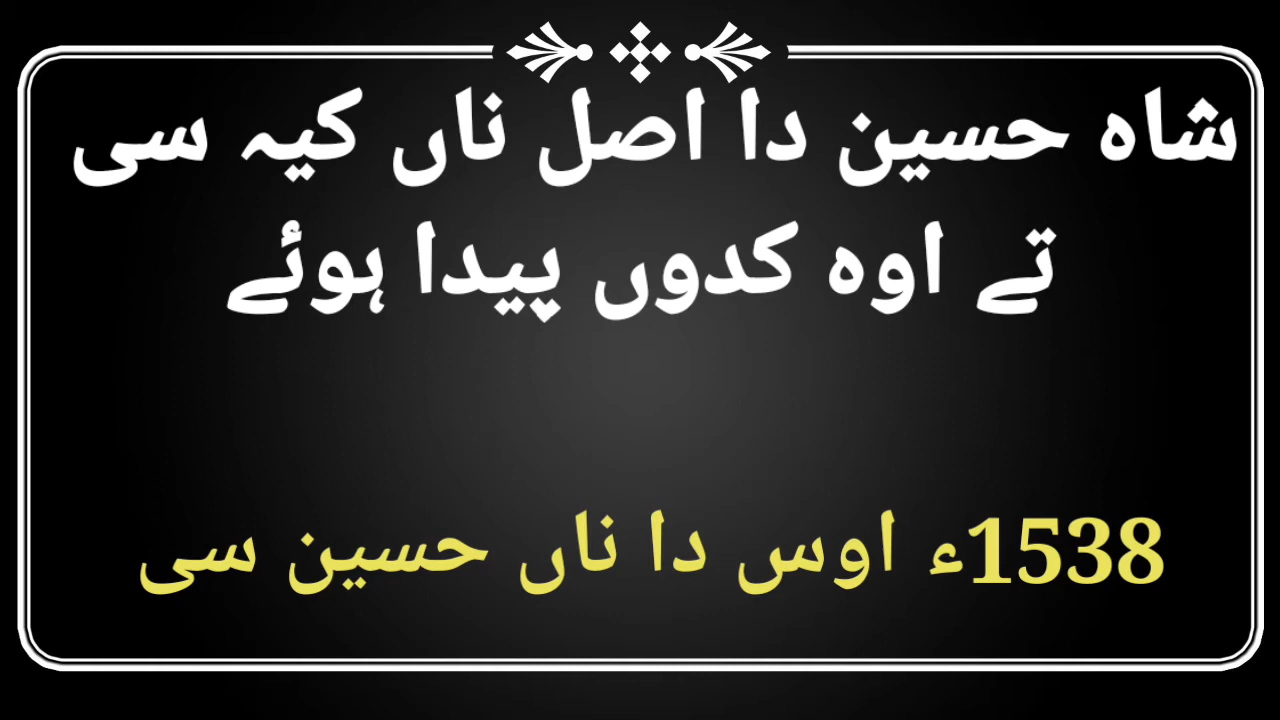 شاہ حسین دا اصل ناں کیہ سی
تے اوہ کدوں پیدا ہوئے
1538ء اوس دا ناں حسین سی